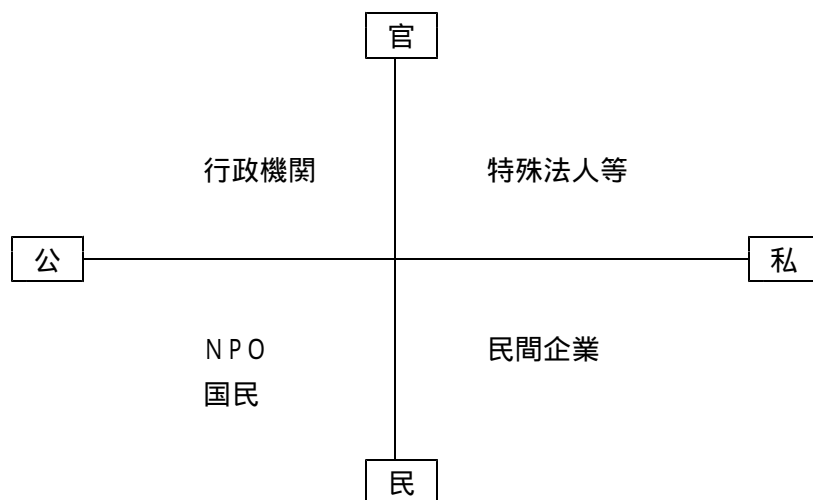 官
行政機関
特殊法人等
公
私
ＮＰＯ
民間企業
国民
民